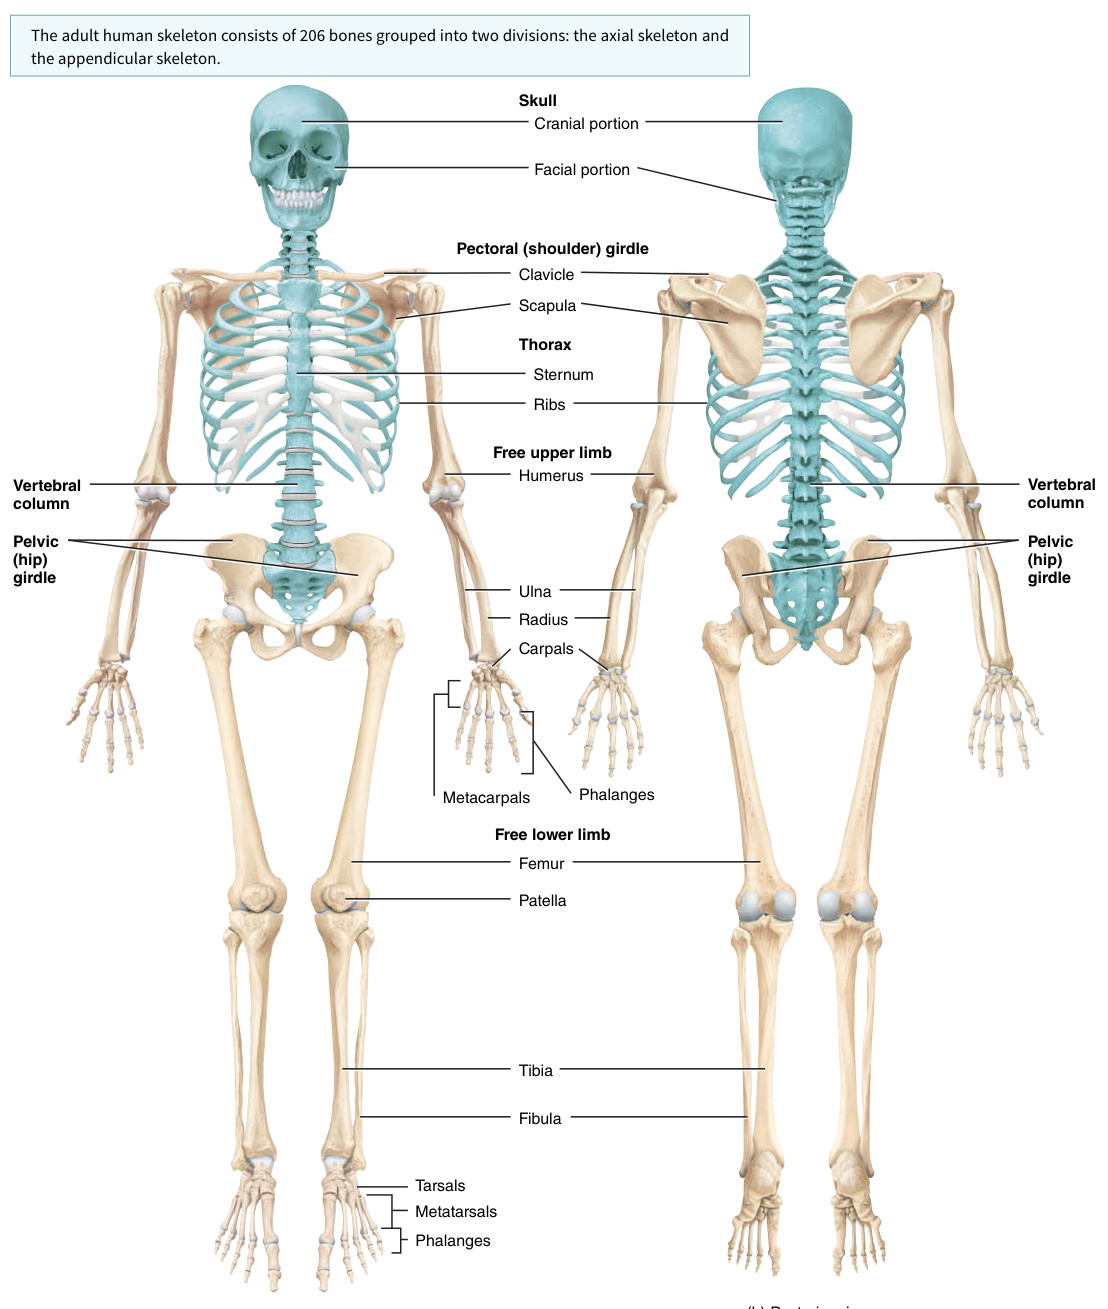 The adult human skeleton consists of 206 bones grouped into two divisions: the axial skeleton and
the appendicular skeleton.
Skull
Cranial portion
Facial portion
Pectoral (shoulder) girdle
Clavicle
Scapula
Thorax
Sternum
Ribs
Free upper limb
Humerus
Vertebral
column
Vertebral
column
Pelvic
(hip)
girdle
Pelvic
(hip)
girdle
Ulna
Radius
Carpals
Metacarpals
Phalanges
Free lower limb
Femur
Patella
Tibia
Fibula
Tarsals
Metatarsals
Phalanges